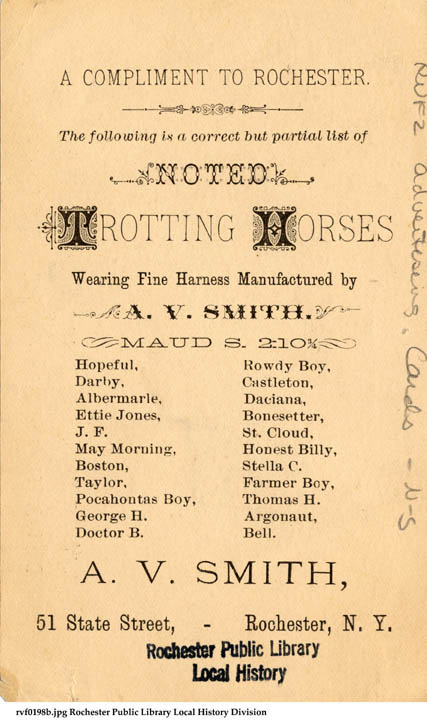 A COMPLIMENT TO ROCHESTER.
The following is a correct but partial list of
NOTED
TROTTING HORSES
Wearing Fine Harness Manufactured by
A. V. SMITH.
MAUD S. 2:10¾
Hopeful,
Darby,
Albermarle,
Ettie Jones,
J. F.
May Morning,
Boston,
Taylor,
Pocahontas Boy,
George H.
Doctor B.
Rowdy Boy,
Castleton,
Daciana,
Bonesetter,
St. Cloud,
Honest Billy,
Stella C.
Farmer Boy,
Thomas H.
Argonaut,
Bell.
A. V. SMITH,
51 State Street, - Rochester, N. Y.
Rochester Public Library
Local History
RVFZ Advertising. Cards - N-S
rvf0198b.jpg Rochester Public Library Local History Division